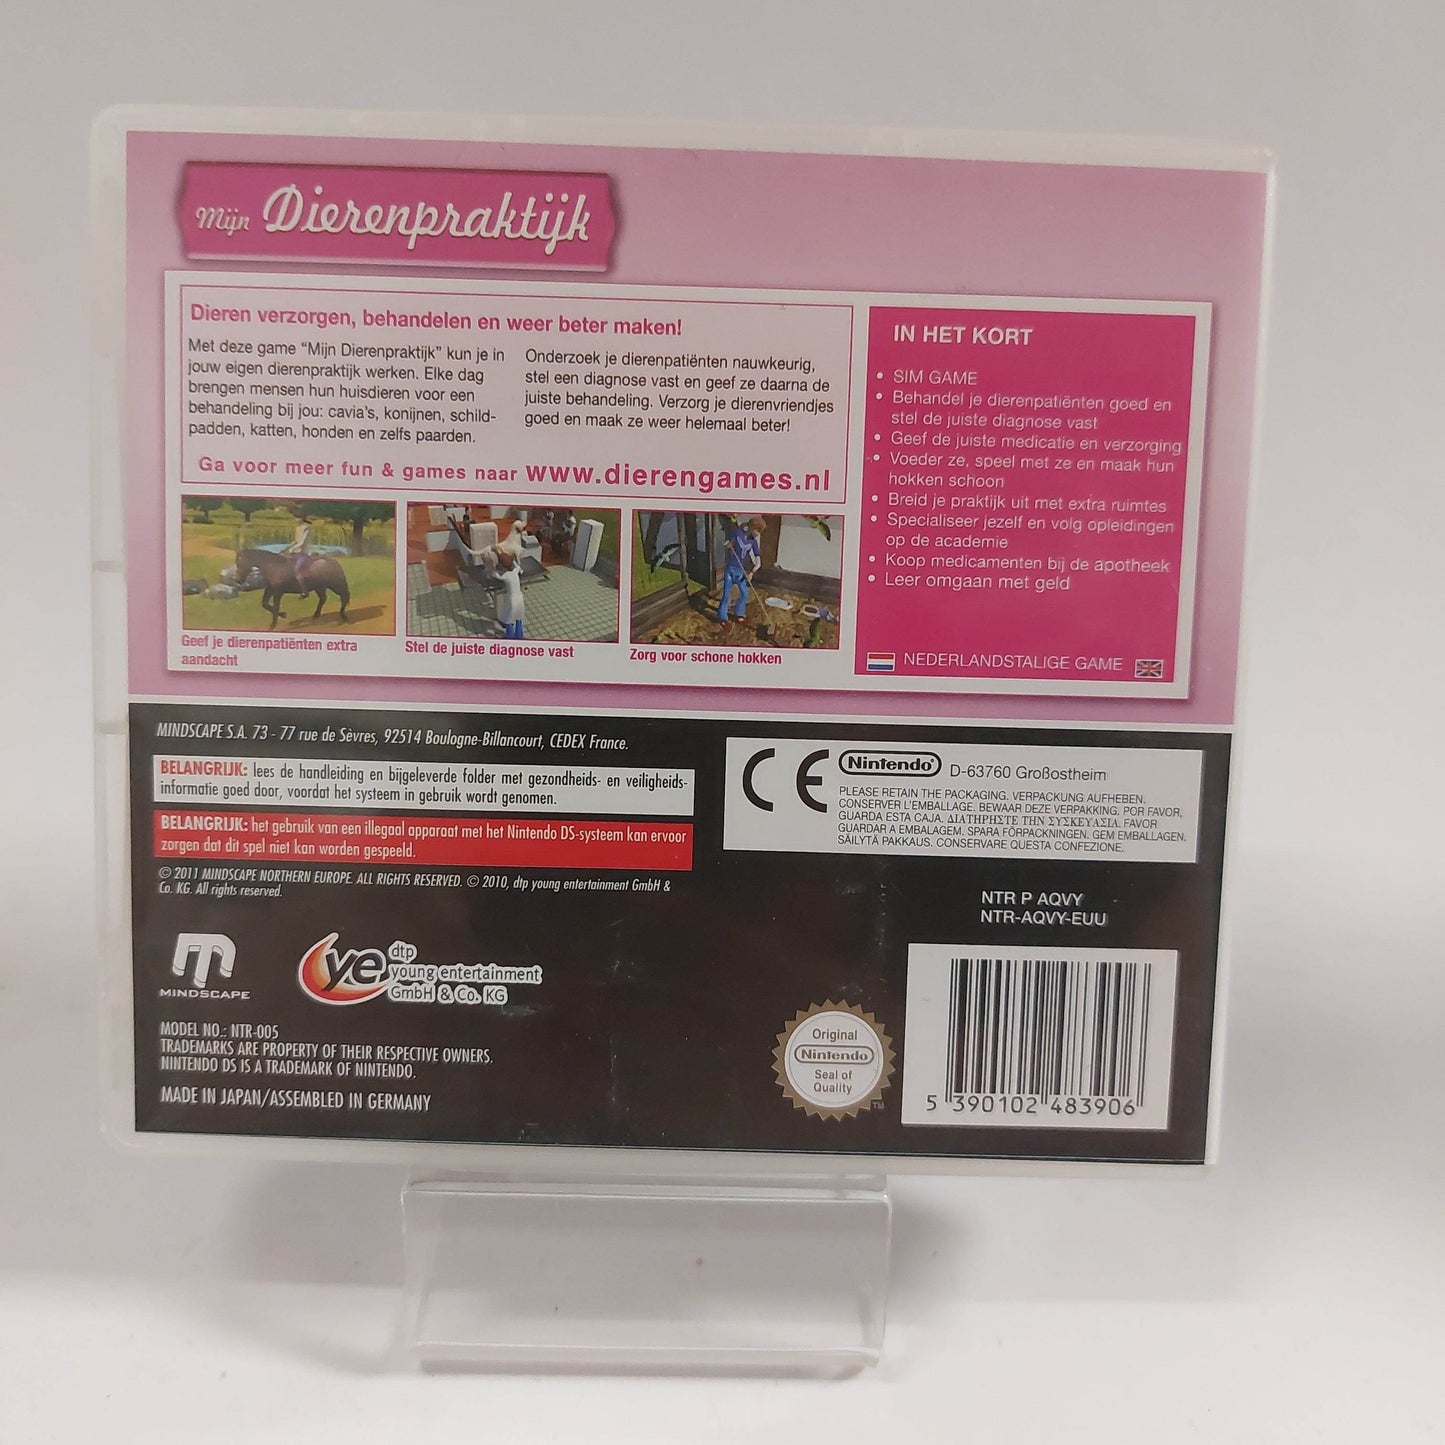 Mijn Dierenpraktijk
Dieren verzorgen, behandelen en weer beter maken!
Met deze game “Mijn Dierenpraktijk” kun je in
jouw eigen dierenpraktijk werken. Elke dag
brengen mensen hun huisdieren voor een
behandeling bij jou: cavia's, konijnen, schild-
padden, katten, honden en zelfs paarden.
Onderzoek je dierenpatiënten nauwkeurig,
stel een diagnose vast en geef ze daarna de
juiste behandeling. Verzorg je dierenvriendjes
goed en maak ze weer helemaal beter!
Ga voor meer fun & games naar www.dierengames.nl
Geef je dierenpatiënten extra
aandacht
Stel de juiste diagnose vast
Zorg voor schone hokken
IN HET KORT
• SIM GAME
• Behandel je dierenpatiënten goed en
stel de juiste diagnose vast
• Geef de juiste medicatie en verzorging
• Voeder ze, speel met ze en maak hun
hokken schoon
• Breid je praktijk uit met extra ruimtes
• Specialiseer jezelf en volg opleidingen
op de academie
• Koop medicamenten bij de apotheek
• Leer omgaan met geld
NEDERLANDSTALIGE GAME
MINDSCAPE S.A. 73 - 77 rue de Sèvres, 92514 Boulogne-Billancourt, CEDEX France.
BELANGRIJK: lees de handleiding en bijgeleverde folder met gezondheids- en veiligheids-
informatie goed door, voordat het systeem in gebruik wordt genomen.
BELANGRIJK: het gebruik van een illegaal apparaat met het Nintendo DS-systeem kan ervoor
zorgen dat dit spel niet kan worden gespeeld.
© 2011 MINDSCAPE NORTHERN EUROPE. ALL RIGHTS RESERVED. © 2010, dtp young entertainment GmbH &
Co. KG. All rights reserved.
CE
Nintendo® D-63760 Großostheim
PLEASE RETAIN THE PACKAGING. VERPACKUNG AUFHEBEN.
CONSERVER L'EMBALLAGE. BEWAAR DEZE VERPAKKING. POR FAVOR,
GUARDA ESTA CAJA. ΔΙΑΤΗΡΗΣΤΕ ΤΗΝ ΣΥΣΚΕΥΑΣΙΑ. FAVOR
GUARDAR A EMBALAGEM. SPARA FÖRPACKNINGEN. GEM EMBALLAGEN.
SÄILYTÄ PAKKAUS. CONSERVARE QUESTA CONFEZIONE.
NTR P AQVY
NTR-AQVY-EUU
MINDSCAPE
ye dtp
young entertainment
GmbH & Co. KG
MODEL NO.: NTR-005
TRADEMARKS ARE PROPERTY OF THEIR RESPECTIVE OWNERS.
NINTENDO DS IS A TRADEMARK OF NINTENDO.
MADE IN JAPAN/ASSEMBLED IN GERMANY
Original
Nintendo
Seal of
Quality
TM
5 390102 483906